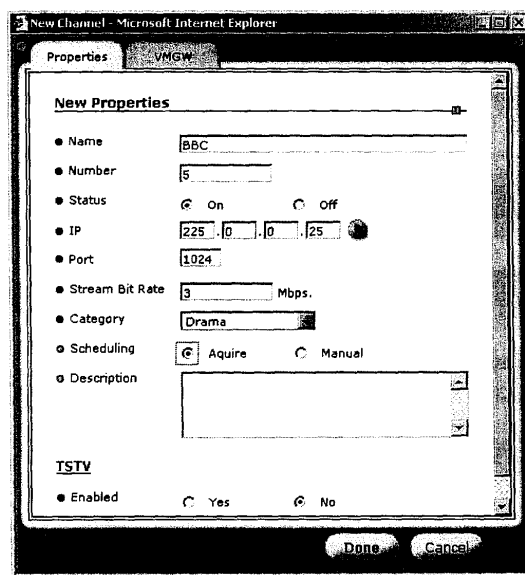 New Channel - Microsoft Internet Explorer
Properties VMGW
New Properties
Name BBC
Number 5
Status On Off
IP 225 . 0 . 0 . 25
Port 1024
Stream Bit Rate 3 Mbps.
Category Drama
Scheduling Aquire Manual
Description
TSTV
Enabled Yes No
Done Cancel